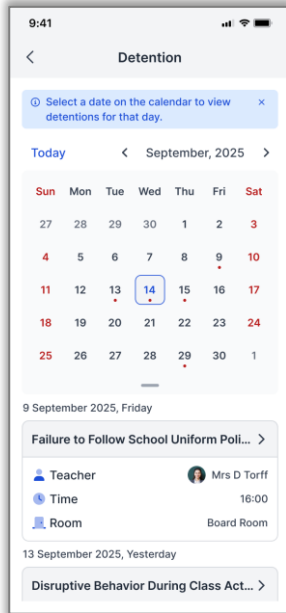 9:41
Detention
Select a date on the calendar to view
detentions for that day.
Today September, 2025
Sun Mon Tue Wed Thu Fri Sat
27 28 29 30 1 2 3
4 5 6 7 8 9 10
11 12 13 14 15 16 17
18 19 20 21 22 23 24
25 26 27 28 29 30 1
9 September 2025, Friday
Failure to Follow School Uniform Poli...
Teacher Mrs D Torff
Time 16:00
Room Board Room
13 September 2025, Yesterday
Disruptive Behavior During Class Act...